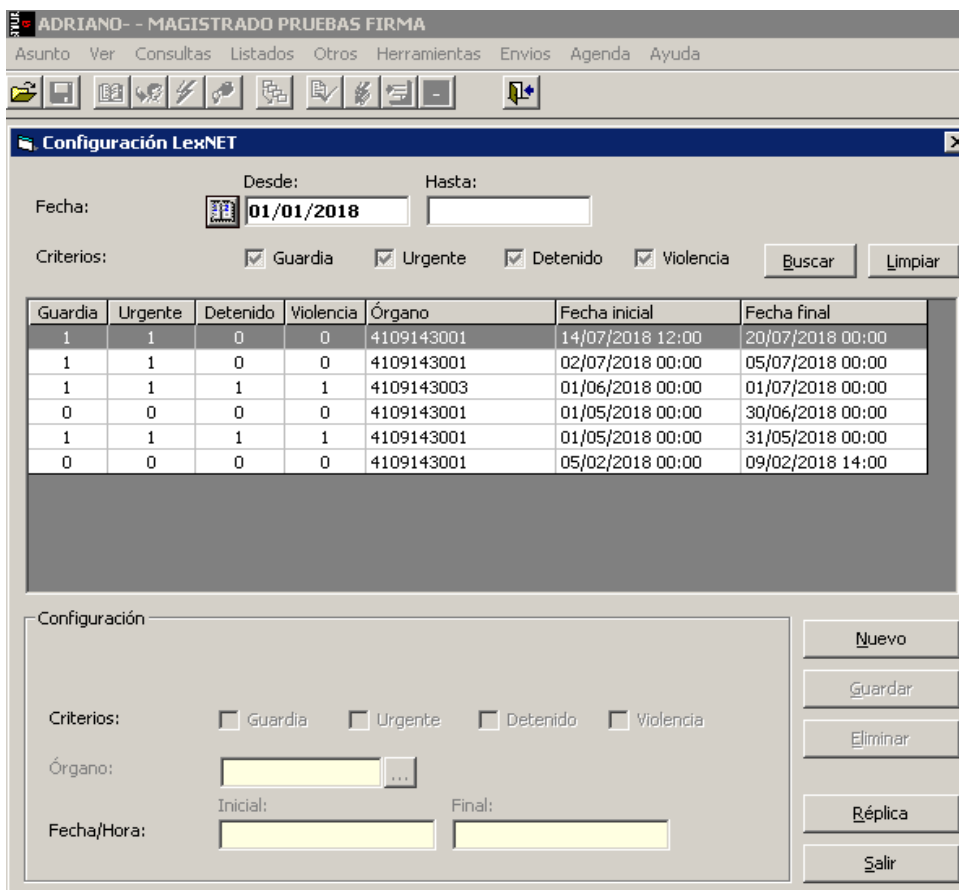 ADRIANO- - MAGISTRADO PRUEBAS FIRMA
Asunto Ver Consultas Listados Otros Herramientas Envios Agenda Ayuda
Configuración LexNET
Desde: Hasta:
Fecha: 01/01/2018
Criterios: Guardia Urgente Detenido Violencia Buscar Limpiar
Guardia Urgente Detenido Violencia Órgano Fecha inicial Fecha final
1 1 0 0 4109143001 14/07/2018 12:00 20/07/2018 00:00
1 1 0 0 4109143001 02/07/2018 00:00 05/07/2018 00:00
1 1 1 1 4109143003 01/06/2018 00:00 01/07/2018 00:00
0 0 0 0 4109143001 01/05/2018 00:00 30/06/2018 00:00
1 1 1 1 4109143001 01/05/2018 00:00 31/05/2018 00:00
0 0 0 0 4109143001 05/02/2018 00:00 09/02/2018 14:00
Configuración
Nuevo
Guardar
Criterios: Guardia Urgente Detenido Violencia
Eliminar
Órgano: ...
Inicial: Final:
Réplica
Fecha/Hora:
Salir